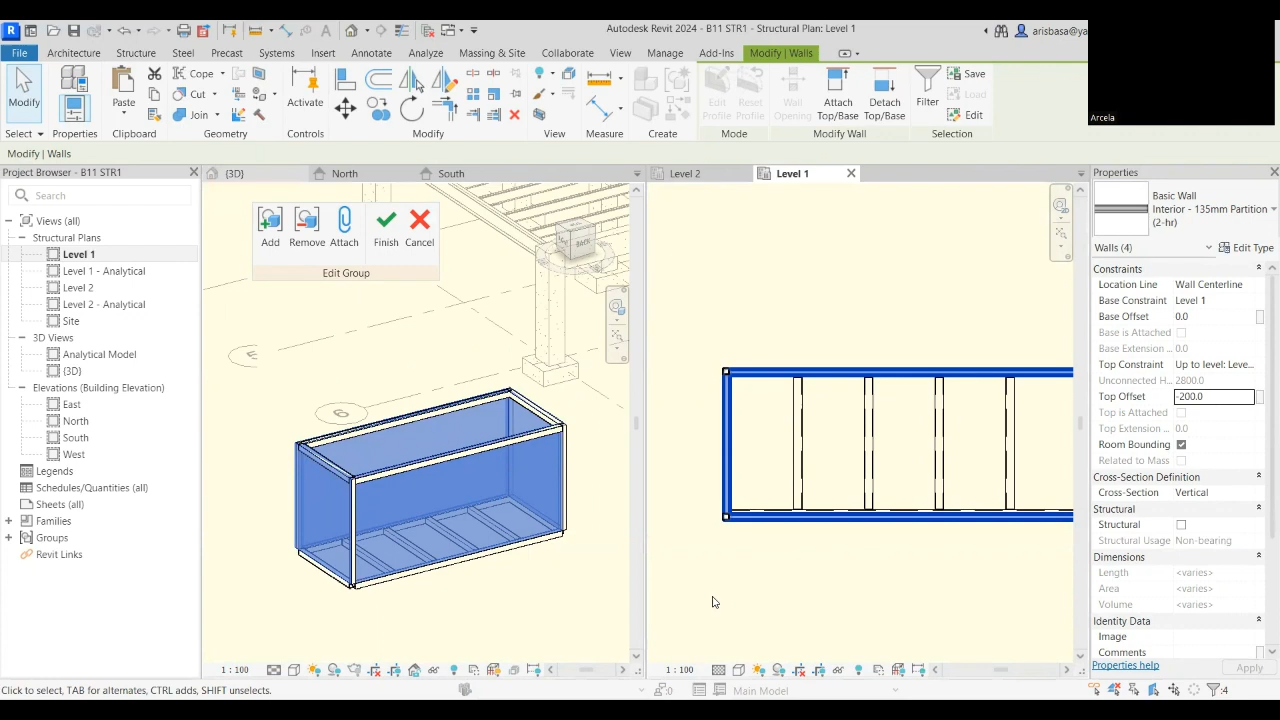 Autodesk Revit 2024 - B11 STR1 - Structural Plan: Level 1
arisbasa@ya
File Architecture Structure Steel Precast Systems Insert Annotate Analyze Massing & Site Collaborate View Manage Addons Modify | Walls
Modify Paste Cope Cut Join Activate Edit Profile Reset Profile Wall Opening Attach Top/Base Detach Top/Base Filter Save Load Edit
Select Properties Clipboard Geometry Controls Modify View Measure Create Mode Modify Wall Selection
Arcela
Modify | Walls
Project Browser - B11 STR1
Search
Views (all)
Structural Plans
Level 1
Level 1 - Analytical
Level 2
Level 2 - Analytical
Site
3D Views
Analytical Model
{3D}
Elevations (Building Elevation)
East
North
South
West
Legends
Schedules/Quantities (all)
Sheets (all)
Families
Groups
Revit Links
{3D} North South
Add Remove Attach Finish Cancel
Edit Group
BACK
E
6
1 : 100
Level 2 Level 1
1 : 100
Properties
Basic Wall
Interior - 135mm Partition
(2-hr)
Walls (4) Edit Type
Constraints
Location Line Wall Centerline
Base Constraint Level 1
Base Offset 0.0
Base is Attached
Base Extension ... 0.0
Top Constraint Up to level: Leve...
Unconnected H... 2800.0
Top Offset -200.0
Top is Attached
Top Extension ... 0.0
Room Bounding
Related to Mass
Cross-Section Definition
Cross-Section Vertical
Structural
Structural
Structural Usage Non-bearing
Dimensions
Length <varies>
Area <varies>
Volume <varies>
Identity Data
Image
Comments
Properties help Apply
Click to select, TAB for alternates, CTRL adds, SHIFT unselects.
:0
Main Model
:4